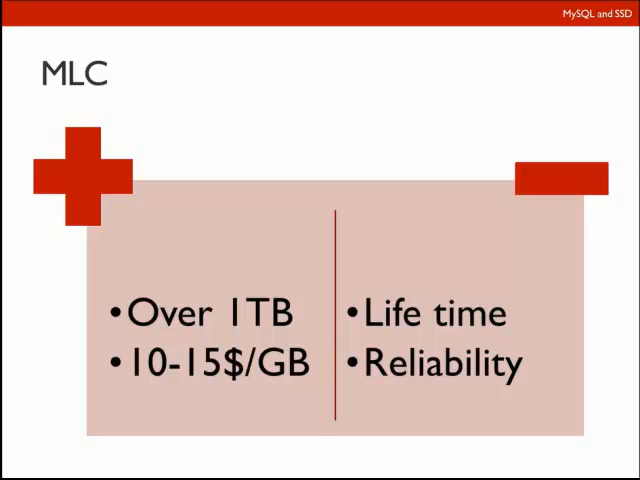 MySQL and SSD
MLC
•Over 1TB
•10-15$/GB
•Life time
•Reliability